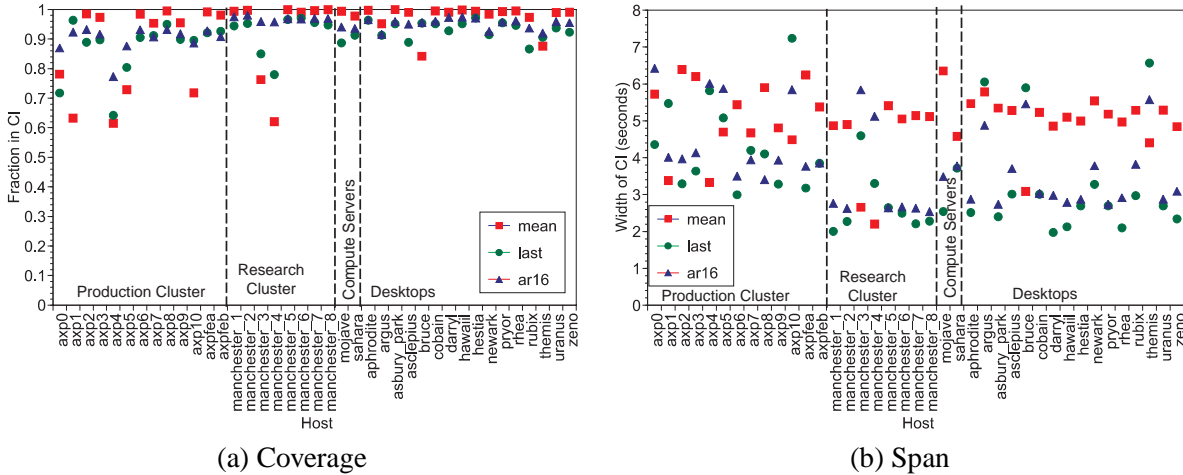 1
0.9
0.8
0.7
0.6
0.5
0.4
0.3
0.2
0.1
0
Fraction in CI
mean
last
ar16
Production Cluster
Research
Cluster
Compute Servers
Desktops
axp0
axp1
axp2
axp3
axp4
axp5
axp6
axp7
axp8
axp9
axp10
axpfea
axpfeb
manchester_1
manchester_2
manchester_3
manchester_4
manchester_5
manchester_6
manchester_7
manchester_8
mojave
sahara
aphrodite
argus
asbury_park
asclepius
bruce
cobain
darryl
hawaiil
hestia
newark
pryor
rhea
rubix
themis
uranus
zeno
Host
(a) Coverage
8
7
6
5
4
3
2
1
0
Width of CI (seconds)
mean
last
ar16
Production Cluster
Research
Cluster
Compute Servers
Desktops
axp0
axp1
axp2
axp3
axp4
axp5
axp6
axp7
axp8
axp9
axp10
axpfea
axpfeb
manchester_1
manchester_2
manchester_3
manchester_4
manchester_5
manchester_6
manchester_7
manchester_8
mojave
sahara
aphrodite
argus
asbury_park
asclepius
bruce
cobain
darryl
hawaiil
hestia
newark
pryor
rhea
rubix
themis
uranus
zeno
Host
(b) Span